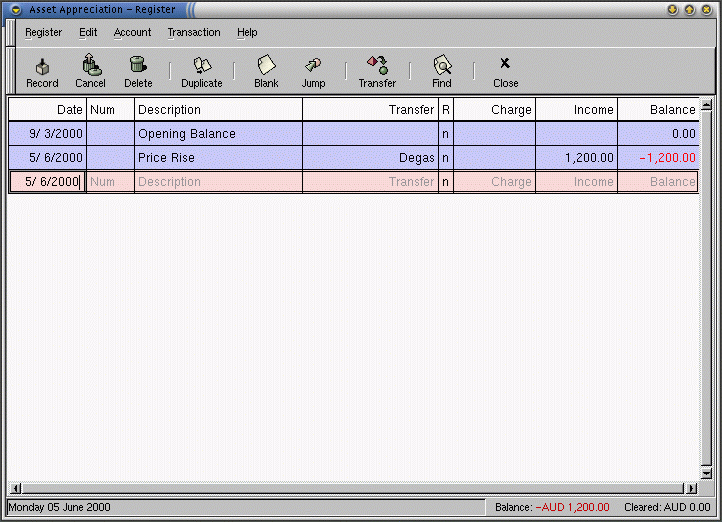 Asset Appreciation – Register
Register Edit Account Transaction Help
Record Cancel Delete Duplicate Blank Jump Transfer Find Close
Date Num Description Transfer R Charge Income Balance
9/ 3/2000 Opening Balance n 0.00
5/ 6/2000 Price Rise Degas n 1,200.00 −1,200.00
5/ 6/2000 Num Description Transfer n Charge Income Balance
Monday 05 June 2000 Balance: −AUD 1,200.00 Cleared: AUD 0.00